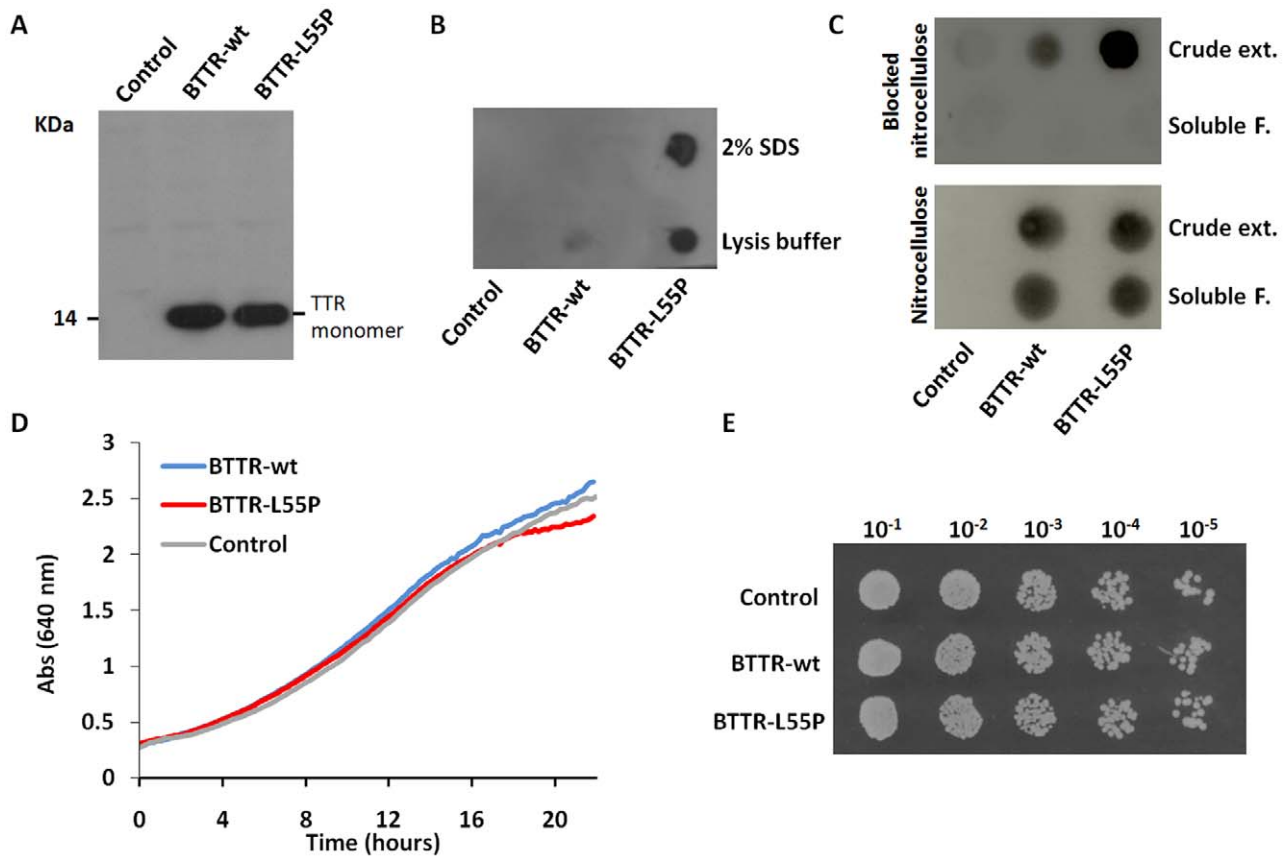 A
Control
BTTR-wt
BTTR-L55P
KDa
14
TTR
monomer
B
2% SDS
Lysis buffer
Control
BTTR-wt
BTTR-L55P
C
Blocked
nitrocellulose
Crude ext.
Soluble F.
Nitrocellulose
Crude ext.
Soluble F.
Control
BTTR-wt
BTTR-L55P
D
3
2.5
2
1.5
1
0.5
0
Abs (640 nm)
BTTR-wt
BTTR-L55P
Control
0 4 8 12 16 20
Time (hours)
E
10-1 10-2 10-3 10-4 10-5
Control
BTTR-wt
BTTR-L55P